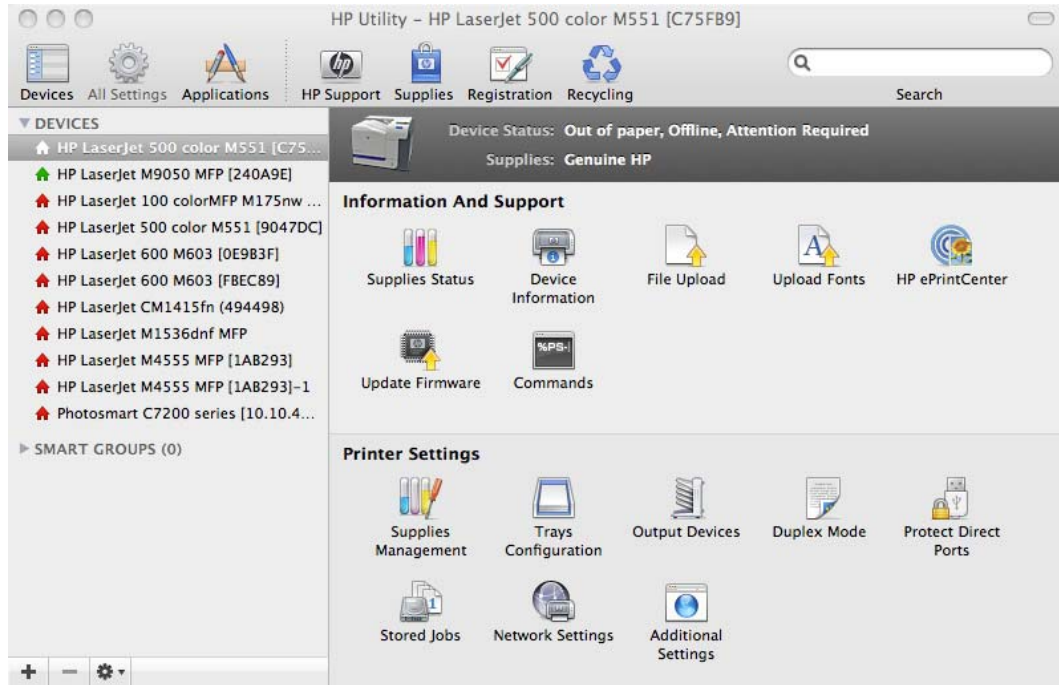 HP Utility – HP LaserJet 500 color M551 [C75FB9]
Devices All Settings Applications HP Support Supplies Registration Recycling Search
DEVICES
HP LaserJet 500 color M551 [C75...
HP LaserJet M9050 MFP [240A9E]
HP LaserJet 100 colorMFP M175nw ...
HP LaserJet 500 color M551 [9047DC]
HP LaserJet 600 M603 [0E9B3F]
HP LaserJet 600 M603 [FBEC89]
HP LaserJet CM1415fn (494498)
HP LaserJet M1536dnf MFP
HP LaserJet M4555 MFP [1AB293]
HP LaserJet M4555 MFP [1AB293]-1
Photosmart C7200 series [10.10.4...
SMART GROUPS (0)
Device Status: Out of paper, Offline, Attention Required
Supplies: Genuine HP
Information And Support
Supplies Status
Device
Information
File Upload
Upload Fonts
HP ePrintCenter
Update Firmware
%PS-
Commands
Printer Settings
Supplies
Management
Trays
Configuration
Output Devices
Duplex Mode
Protect Direct
Ports
Stored Jobs
Network Settings
Additional
Settings